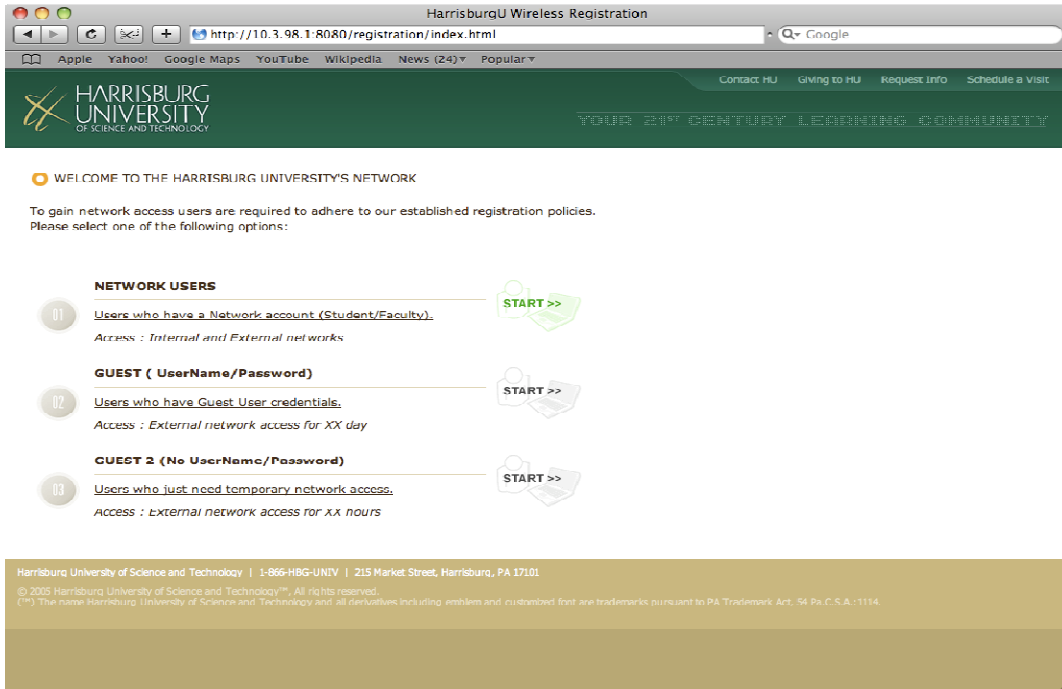 HarrisburgU Wireless Registration
http://10.3.98.1:8080/registration/index.html
Google
Apple Yahoo! Google Maps YouTube Wikipedia News (24) Popular
Contact HU Giving to HU Request Info Schedule a Visit
HARRISBURG
UNIVERSITY
OF SCIENCE AND TECHNOLOGY
YOUR 21ST CENTURY LEARNING COMMUNITY
WELCOME TO THE HARRISBURG UNIVERSITY'S NETWORK
To gain network access users are required to adhere to our established registration policies.
Please select one of the following options:
NETWORK USERS
START >>
01
Users who have a Network account (Student/Faculty).
Access : Internal and External networks
GUEST ( UserName/Password)
START >>
02
Users who have Guest User credentials.
Access : External network access for XX day
GUEST 2 (No UserName/Password)
START >>
03
Users who just need temporary network access.
Access : External network access for XX hours
Harrisburg University of Science and Technology | 1-866-HBG-UNIV | 215 Market Street, Harrisburg, PA 17101
© 2005 Harrisburg University of Science and Technology™, All rights reserved.
(™) The name Harrisburg University of Science and Technology and all derivatives including emblem and customized font are trademarks pursuant to PA Trademark Act, 54 Pa.C.S.A.:1114.